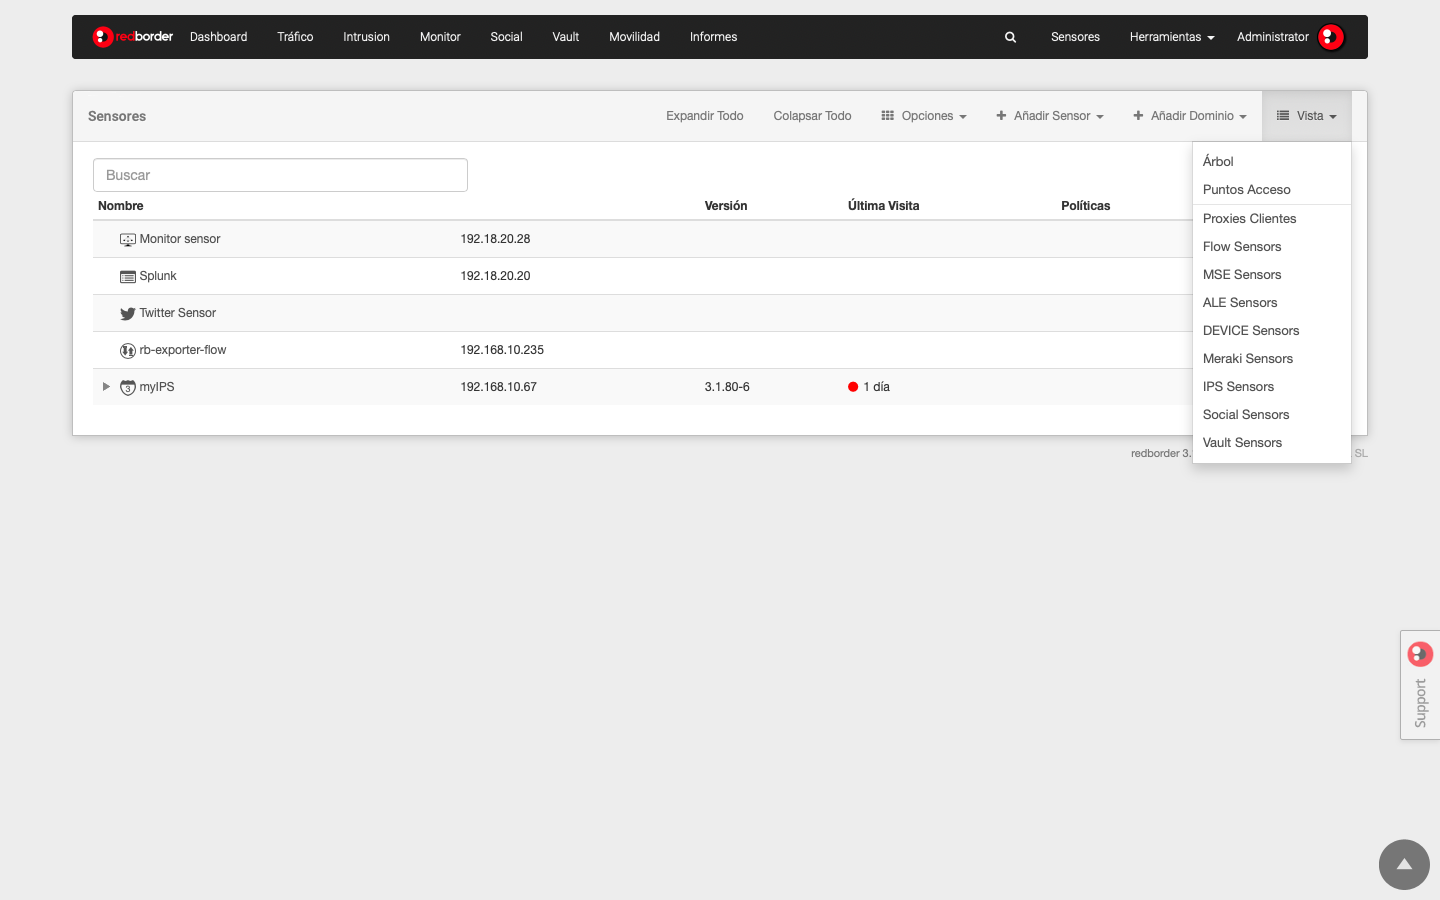 redborder Dashboard Tráfico Intrusion Monitor Social Vault Movilidad Informes Sensores Herramientas Administrator
Sensores Expandir Todo Colapsar Todo Opciones Añadir Sensor Añadir Dominio Vista
Árbol
Puntos Acceso
Proxies Clientes
Flow Sensors
MSE Sensors
ALE Sensors
DEVICE Sensors
Meraki Sensors
IPS Sensors
Social Sensors
Vault Sensors
Buscar
Nombre Versión Última Visita Políticas
Monitor sensor 192.18.20.28
Splunk 192.18.20.20
Twitter Sensor
rb-exporter-flow 192.168.10.235
3 myIPS 192.168.10.67 3.1.80-6 1 día
redborder 3. SL
Support